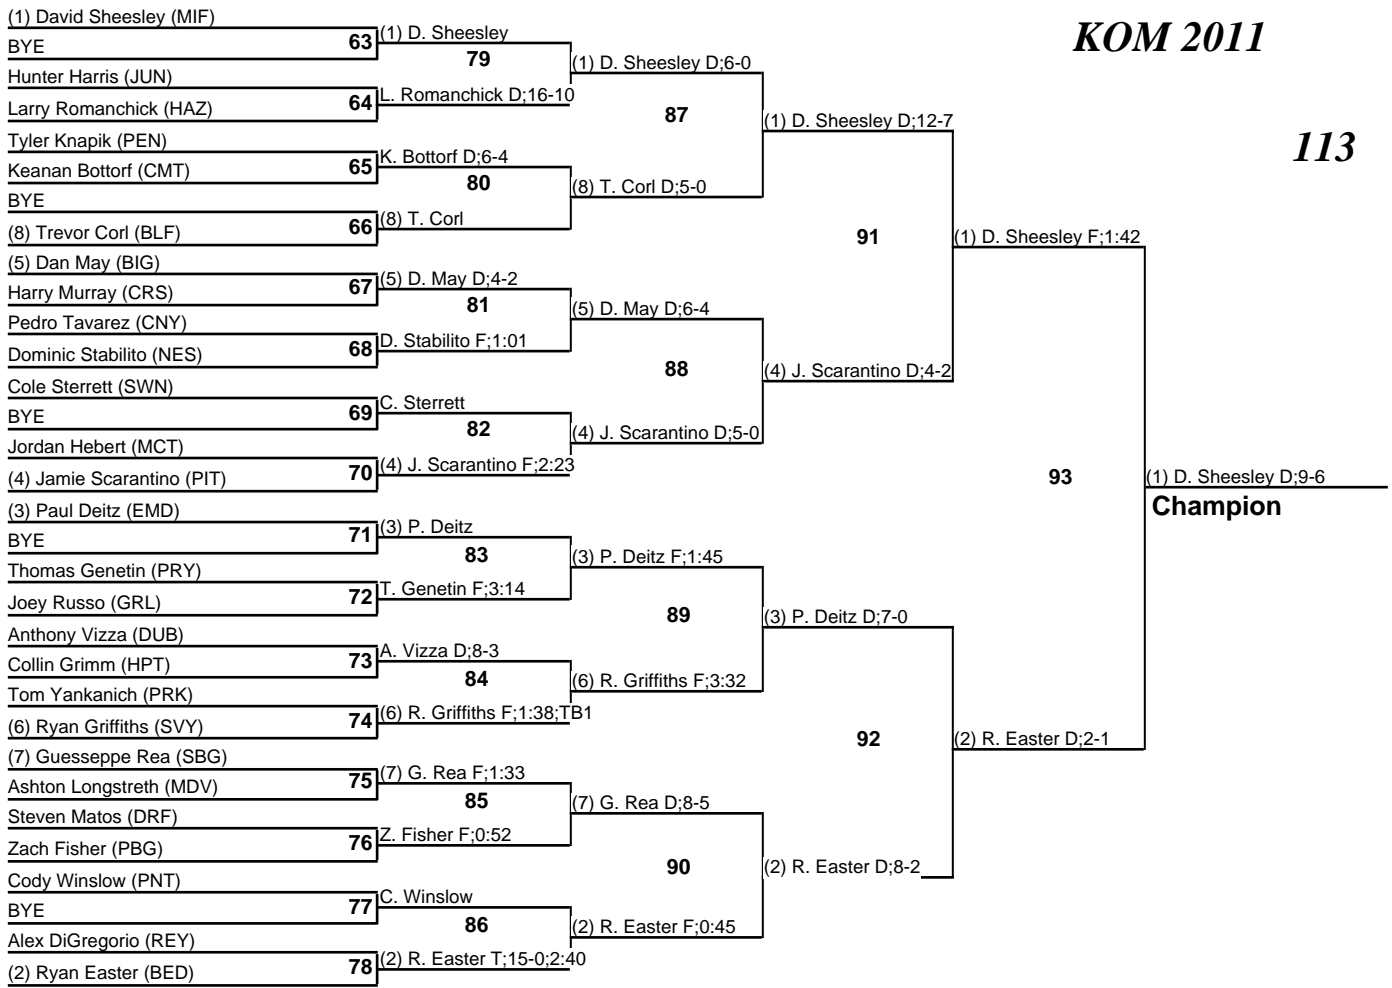 KOM 2011
113
(1) David Sheesley (MIF)
BYE
Hunter Harris (JUN)
Larry Romanchick (HAZ)
Tyler Knapik (PEN)
Keanan Bottorf (CMT)
BYE
(8) Trevor Corl (BLF)
(5) Dan May (BIG)
Harry Murray (CRS)
Pedro Tavarez (CNY)
Dominic Stabilito (NES)
Cole Sterrett (SWN)
BYE
Jordan Hebert (MCT)
(4) Jamie Scarantino (PIT)
(3) Paul Deitz (EMD)
BYE
Thomas Genetin (PRY)
Joey Russo (GRL)
Anthony Vizza (DUB)
Collin Grimm (HPT)
Tom Yankanich (PRK)
(6) Ryan Griffiths (SVY)
(7) Guesseppe Rea (SBG)
Ashton Longstreth (MDV)
Steven Matos (DRF)
Zach Fisher (PBG)
Cody Winslow (PNT)
BYE
Alex DiGregorio (REY)
(2) Ryan Easter (BED)
63
64
65
66
67
68
69
70
71
72
73
74
75
76
77
78
(1) D. Sheesley
L. Romanchick D;16-10
K. Bottorf D;6-4
(8) T. Corl
(5) D. May D;4-2
D. Stabilito F;1:01
C. Sterrett
(4) J. Scarantino F;2:23
(3) P. Deitz
T. Genetin F;3:14
A. Vizza D;8-3
(6) R. Griffiths F;1:38;TB1
(7) G. Rea F;1:33
Z. Fisher F;0:52
C. Winslow
(2) R. Easter T;15-0;2:40
79
80
81
82
83
84
85
86
(1) D. Sheesley D;6-0
(8) T. Corl D;5-0
(5) D. May D;6-4
(4) J. Scarantino D;5-0
(3) P. Deitz F;1:45
(6) R. Griffiths F;3:32
(7) G. Rea D;8-5
(2) R. Easter F;0:45
87
88
89
90
(1) D. Sheesley D;12-7
(4) J. Scarantino D;4-2
(3) P. Deitz D;7-0
(2) R. Easter D;8-2
91
92
(1) D. Sheesley F;1:42
(2) R. Easter D;2-1
93
(1) D. Sheesley D;9-6
Champion